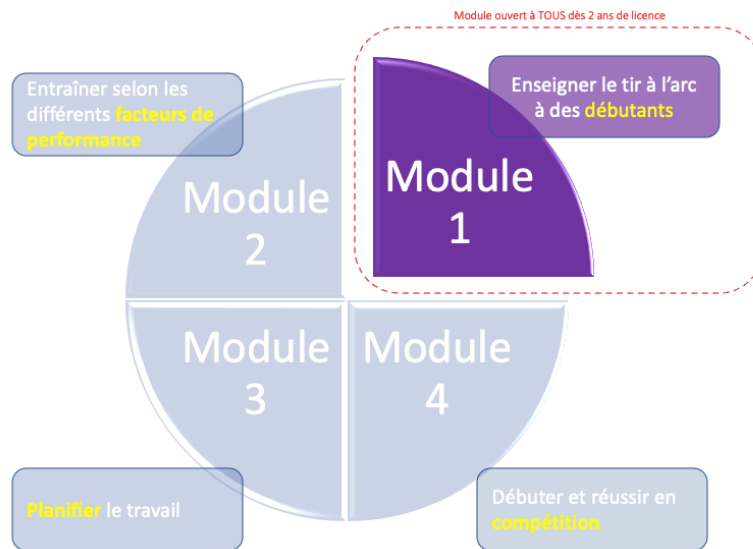 Module ouvert à TOUS dès 2 ans de licence
Entraîner selon les
différents facteurs de
performance
Enseigner le tir à l'arc
à des débutants
Module
2
Module
1
Module
3
Module
4
Planifier le travail
Débuter et réussir en
compétition